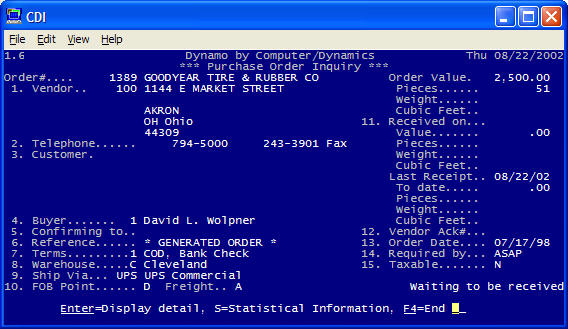 CDI
File Edit View Help
1.6 Dynamo by Computer/Dynamics Thu 08/22/2002
*** Purchase Order Inquiry ***
Order#.... 1389 GOODYEAR TIRE & RUBBER CO Order Value. 2,500.00
1. Vendor.. 100 1144 E MARKET STREET Pieces...... 51
Weight......
AKRON Cubic Feet..
OH Ohio 11. Received on...
44309 Value....... .00
2. Telephone...... 794-5000 243-3901 Fax Pieces......
3. Customer. Weight......
Cubic Feet..
Last Receipt.. 08/22/02
To date..... .00
Pieces......
Weight......
4. Buyer....... 1 David L. Wolpner Cubic Feet..
5. Confirming to.. 12. Vendor Ack#...
6. Reference...... * GENERATED ORDER * 13. Order Date.... 07/17/98
7. Terms.........1 COD, Bank Check 14. Required by... ASAP
8. Warehouse.....C Cleveland 15. Taxable....... N
9. Ship Via... UPS UPS Commercial
10. FOB Point...... D Freight.. A Waiting to be received
Enter=Display detail, S=Statistical Information, F4=End